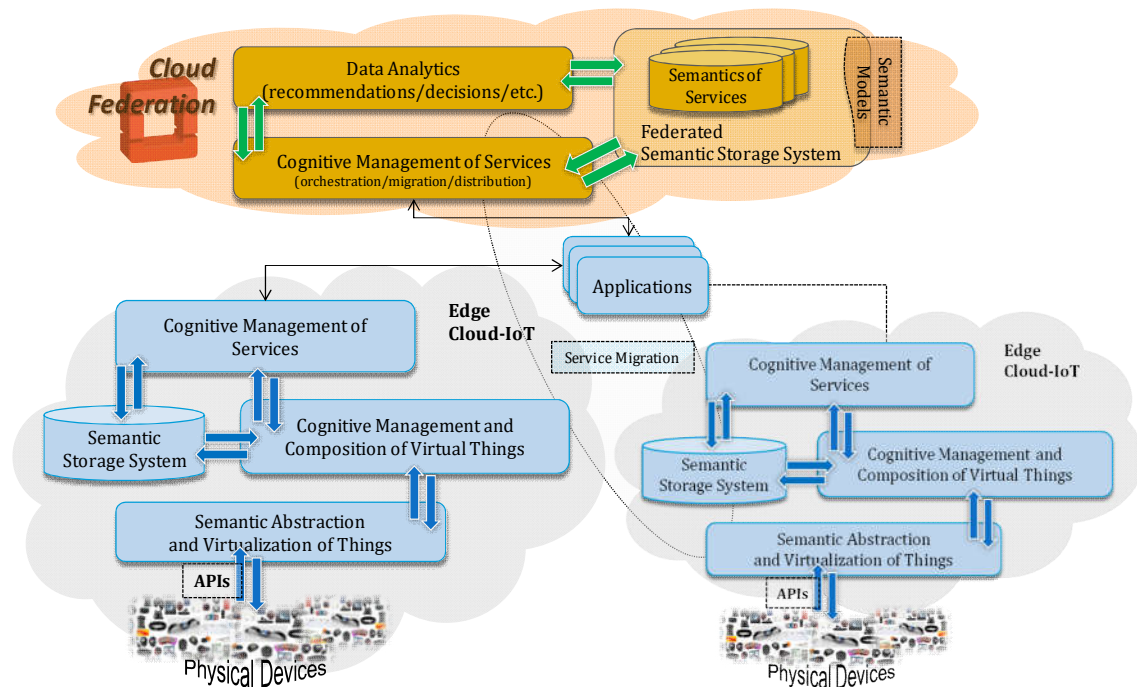 Cloud
Federation
Data Analytics
(recommendations/decisions/etc.)
Semantics of
Services
Semantic
Models
Federated
Semantic Storage System
Cognitive Management of Services
(orchestration/migration/distribution)
Applications
Edge
Cloud-IoT
Cognitive Management of
Services
Semantic
Storage System
Cognitive Management and
Composition of Virtual Things
Semantic Abstraction
and Virtualization of Things
APIs
Physical Devices
Service Migration
Edge
Cloud-IoT
Cognitive Management of
Services
Semantic
Storage System
Cognitive Management and
Composition of Virtual Things
Semantic Abstraction
and Virtualization of Things
APIs
Physical Devices